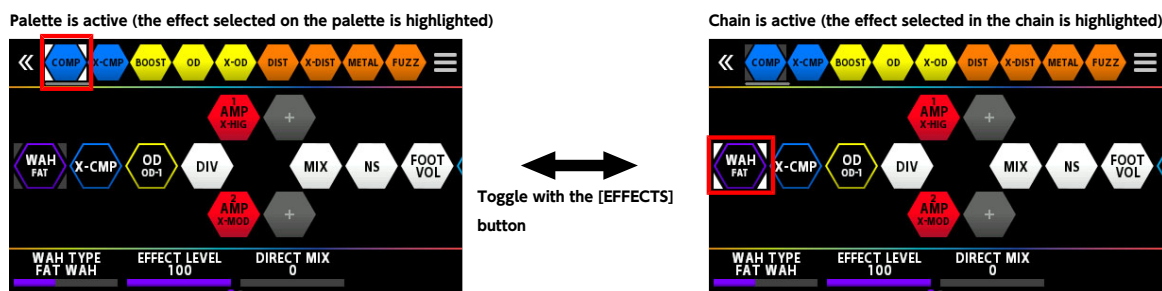 Palette is active (the effect selected on the palette is highlighted)
Chain is active (the effect selected in the chain is highlighted)
« COMP X-CMP BOOST OD X-OD DIST X-DIST METAL FUZZ
1
AMP
X-HIG
+
WAH
FAT
X-CMP
OD
OD-1
DIV
MIX
NS
FOOT
VOL
2
AMP
X-MOD
+
WAH TYPE
FAT WAH
EFFECT LEVEL
100
DIRECT MIX
0
Toggle with the [EFFECTS]
button
« COMP X-CMP BOOST OD X-OD DIST X-DIST METAL FUZZ
1
AMP
X-HIG
+
WAH
FAT
X-CMP
OD
OD-1
DIV
MIX
NS
FOOT
VOL
2
AMP
X-MOD
+
WAH TYPE
FAT WAH
EFFECT LEVEL
100
DIRECT MIX
0